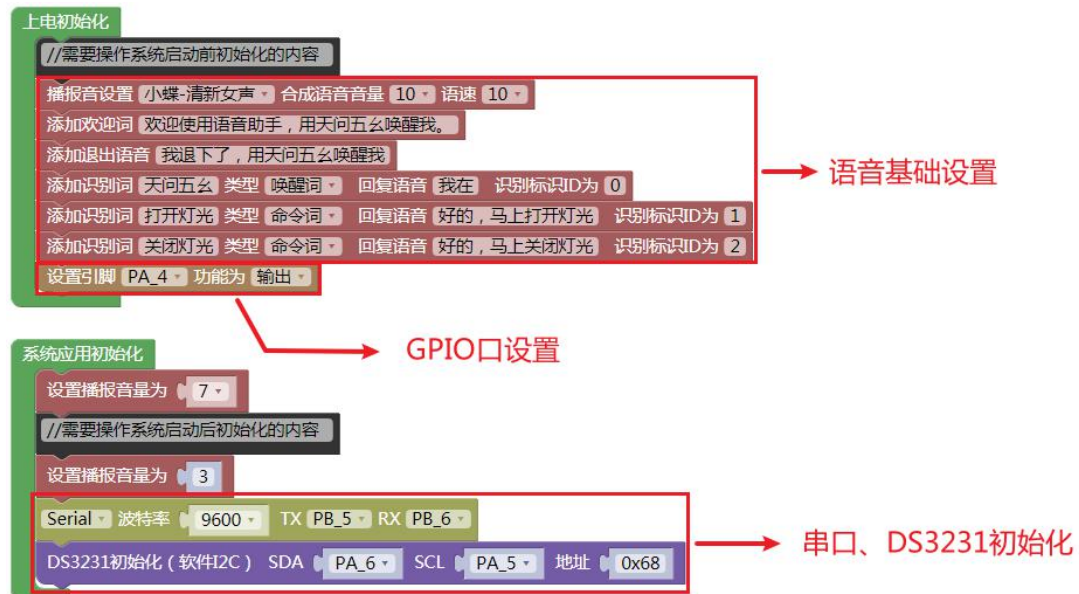 上电初始化
//需要操作系统启动前初始化的内容
播报音设置 小蝶-清新女声 合成语音音量 10 语速 10
添加欢迎词 欢迎使用语音助手，用天问五幺唤醒我。
添加退出语音 我退下了，用天问五幺唤醒我
语音基础设置
添加识别词 天问五幺 类型 唤醒词 回复语音 我在 识别标识ID为 0
添加识别词 打开灯光 类型 命令词 回复语音 好的，马上打开灯光 识别标识ID为 1
添加识别词 关闭灯光 类型 命令词 回复语音 好的，马上关闭灯光 识别标识ID为 2
设置引脚 PA_4 功能为 输出
GPIO口设置
系统应用初始化
设置播报音量为 7
//需要操作系统启动后初始化的内容
设置播报音量为 3
Serial 波特率 9600 TX PB_5 RX PB_6
串口、DS3231初始化
DS3231初始化（软件I2C） SDA PA_6 SCL PA_5 地址 0x68